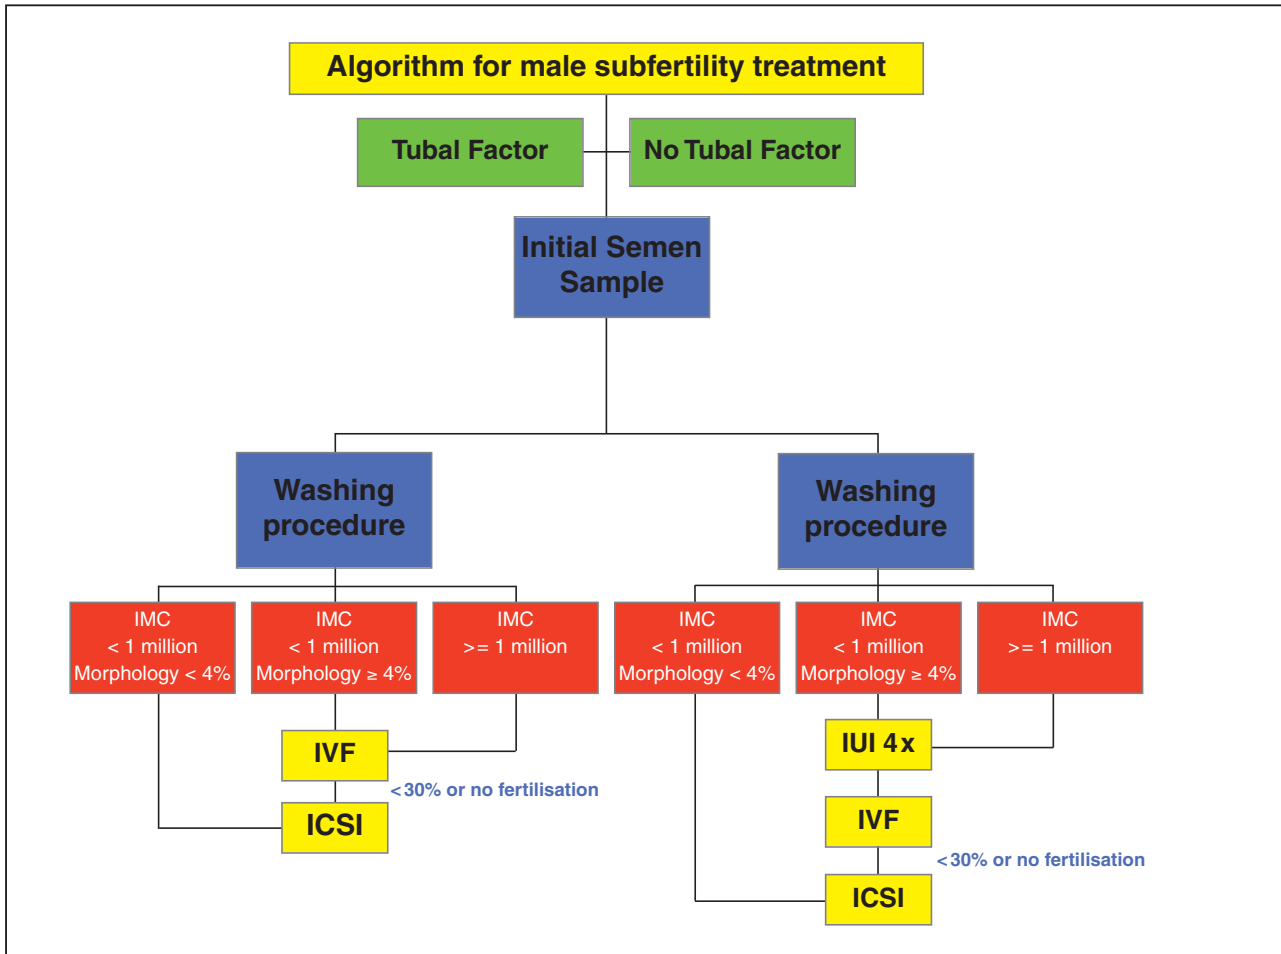 Algorithm for male subfertility treatment
Tubal Factor
No Tubal Factor
Initial Semen
Sample
Washing
procedure
Washing
procedure
IMC
< 1 million
Morphology < 4%
IMC
< 1 million
Morphology ≥ 4%
IMC
>= 1 million
IMC
< 1 million
Morphology < 4%
IMC
< 1 million
Morphology ≥ 4%
IMC
>= 1 million
IVF
<30% or no fertilisation
ICSI
IUI 4x
IVF
<30% or no fertilisation
ICSI